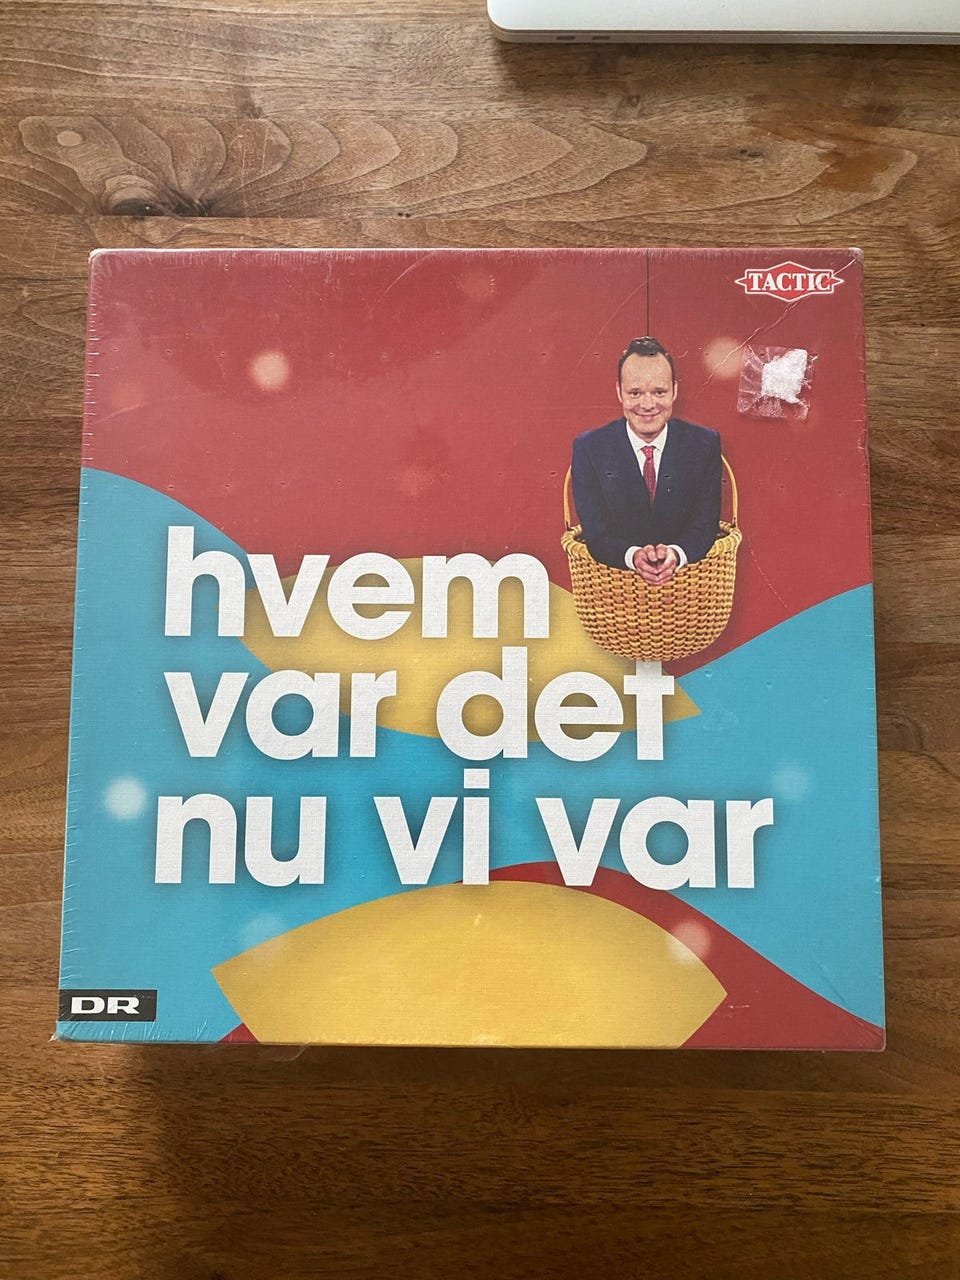 TACTIC
hvem
var det
nu vi var
DR